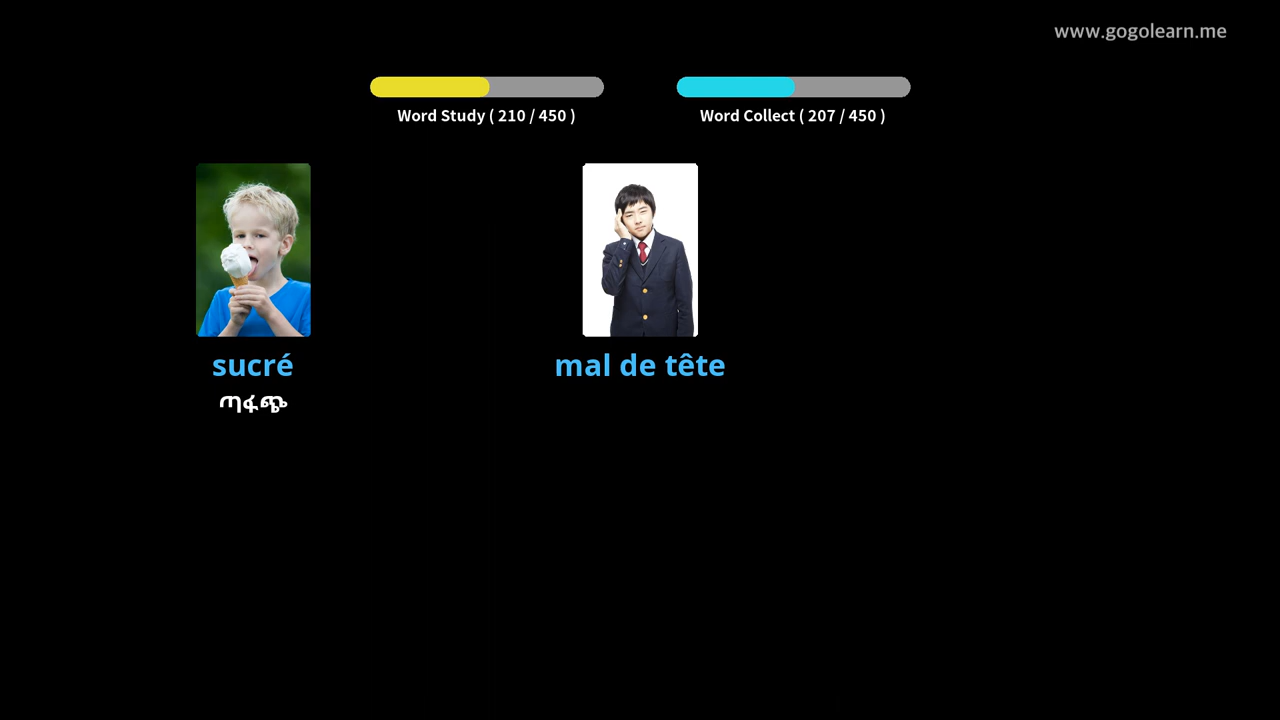 www.gogolearn.me
Word Study ( 210 / 450 )
Word Collect ( 207 / 450 )
sucré
mal de tête
ጣፋጭ